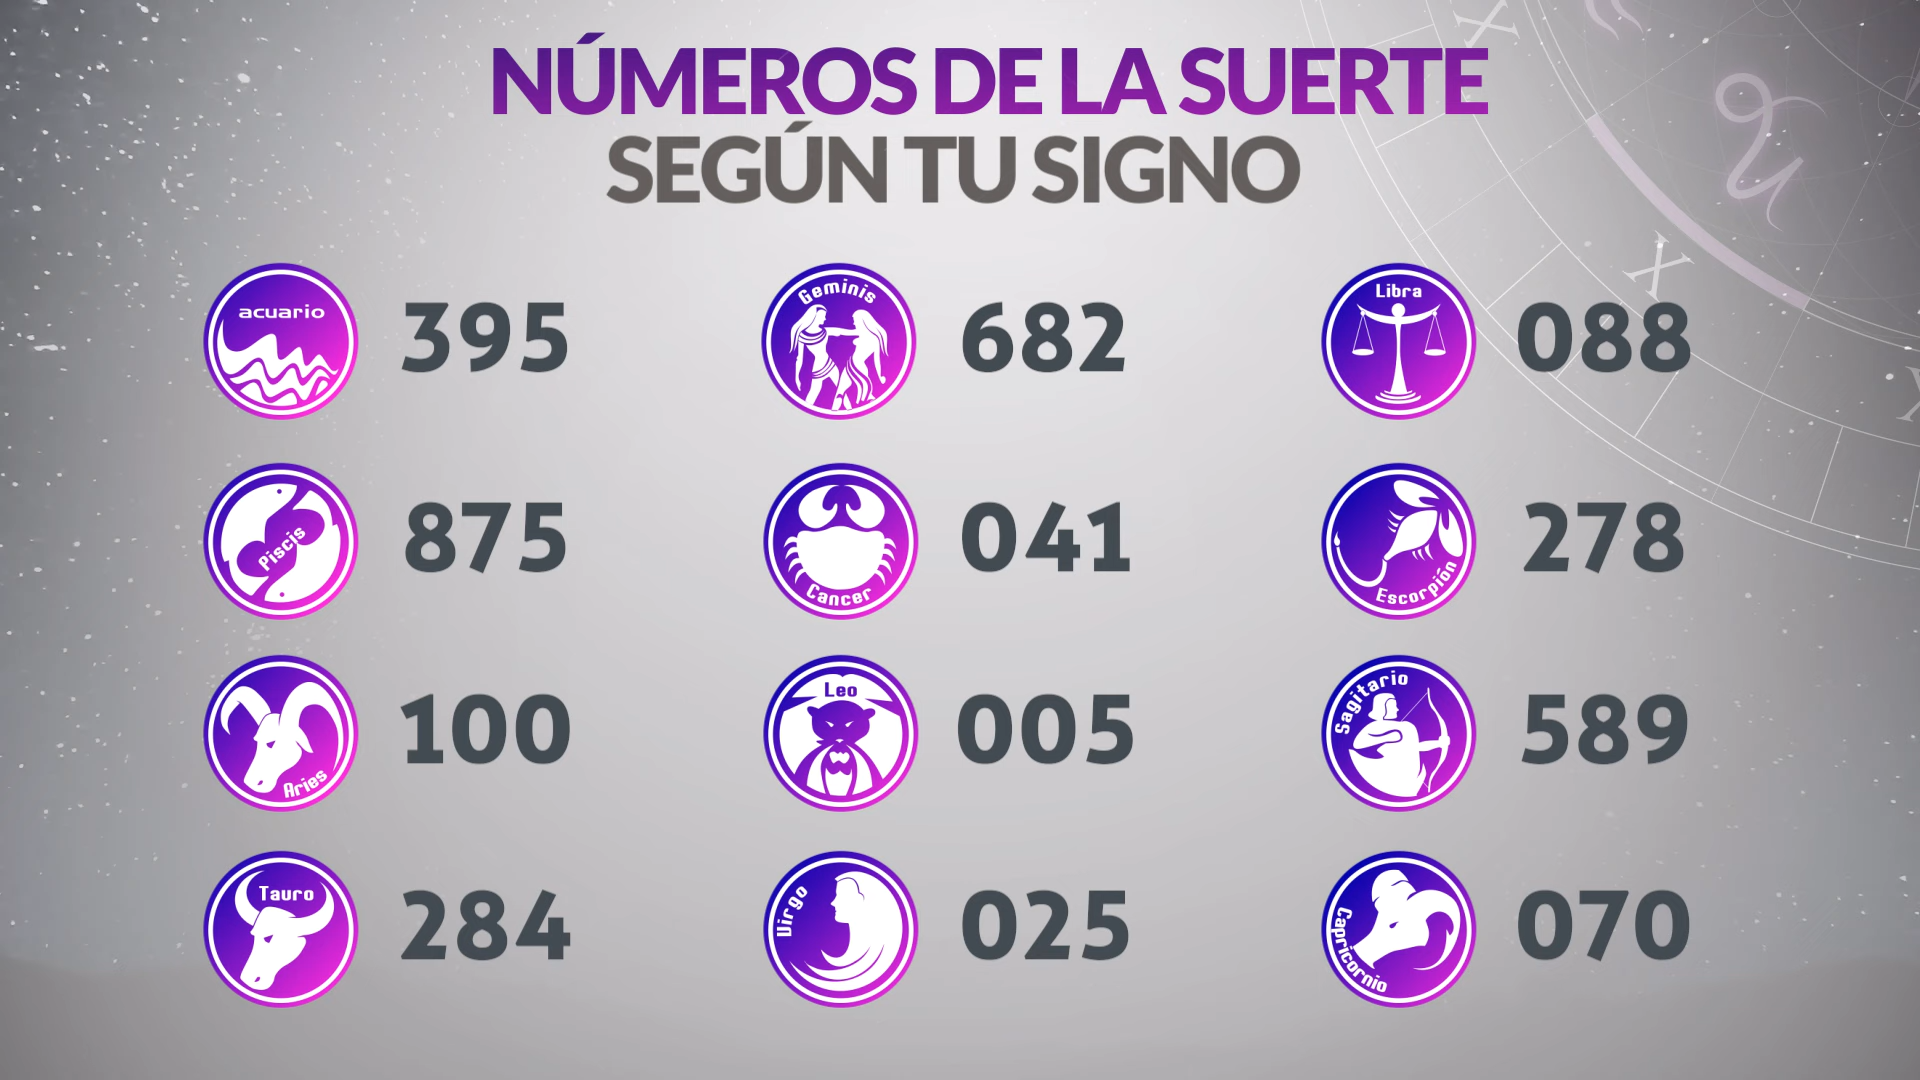 NÚMEROS DE LA SUERTE
SEGÚN TU SIGNO
acuario 395
Geminis 682
Libra 088
Piscis 875
Cancer 041
Escorpión 278
Aries 100
Leo 005
Sagitario 589
Tauro 284
Virgo 025
Capricornio 070
X
X